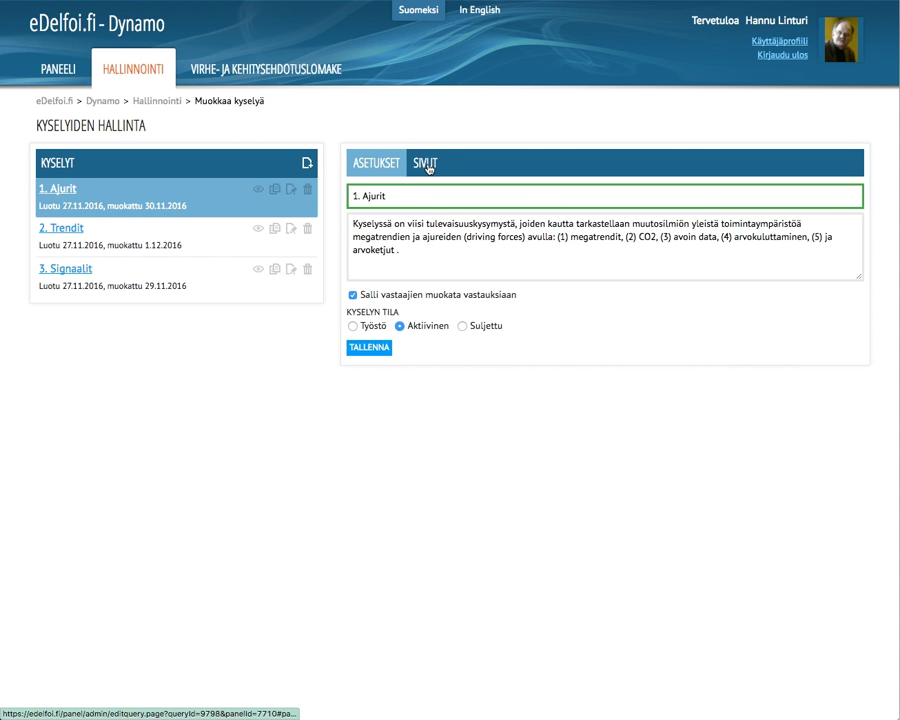 eDelfoi.fi - Dynamo
Suomeksi In English
Tervetuloa Hannu Linturi
Käyttäjäprofiili
Kirjaudu ulos
PANEELI HALLINNOINTI VIRHE- JA KEHITYSEHDOTUSLOMAKE
eDelfoi.fi > Dynamo > Hallinnointi > Muokkaa kyselyä
KYSELYIDEN HALLINTA
KYSELYT
1. Ajurit
Luotu 27.11.2016, muokattu 30.11.2016
2. Trendit
Luotu 27.11.2016, muokattu 1.12.2016
3. Signaalit
Luotu 27.11.2016, muokattu 29.11.2016
ASETUKSET SIVUT
1. Ajurit
Kyselyssä on viisi tulevaisuuskysymystä, joiden kautta tarkastellaan muutosilmiön yleistä toimintaympäristöä
megatrendien ja ajureiden (driving forces) avulla: (1) megatrendit, (2) CO2, (3) avoin data, (4) arvokuluttaminen, (5) ja
arvoketjut .
Salli vastaajien muokata vastauksiaan
KYSELYN TILA
Työstö Aktiivinen Suljettu
TALLENNA
https://edelfoi.fi/panel/admin/editquery.page?queryId=9798&panelId=7710#pa...